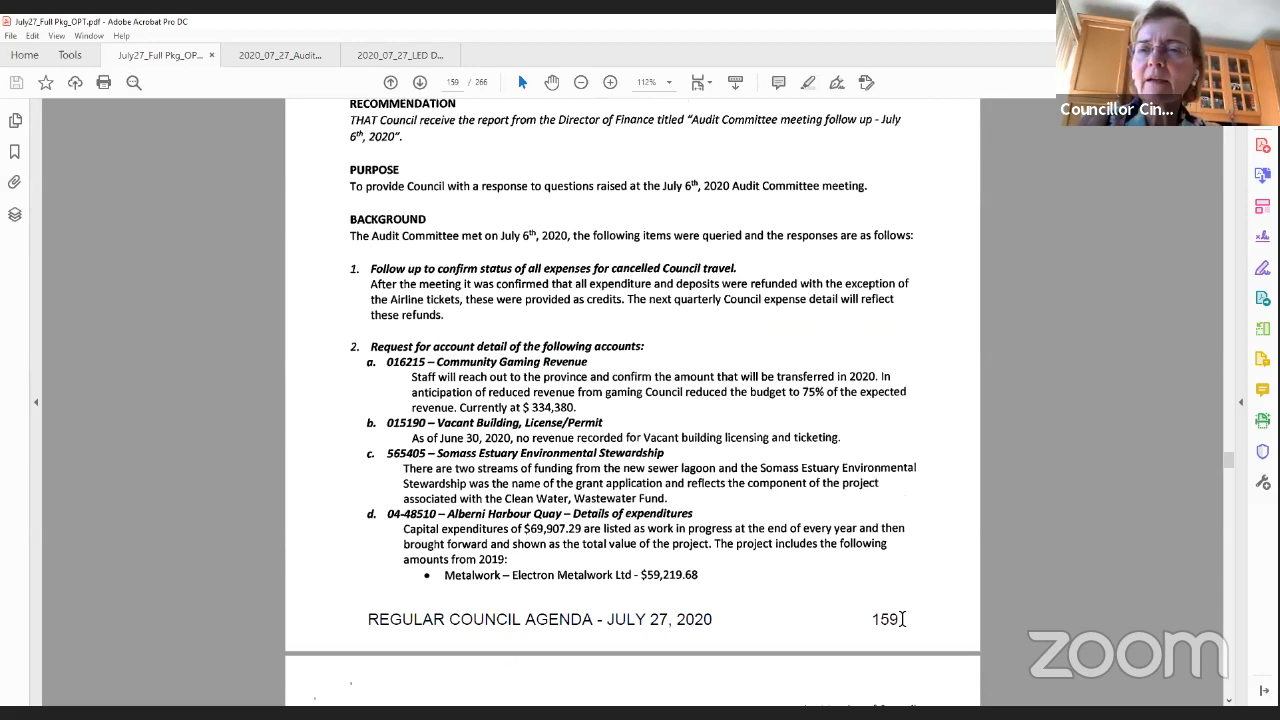 July27_Full Pkg_OPT.pdf - Adobe Acrobat Pro DC
File Edit View Window Help
Home Tools July27_Full Pkg_OP... × 2020_07_27_Audit... 2020_07_27_LED D...
159 / 266 112%
Councillor Cin...
RECOMMENDATION
THAT Council receive the report from the Director of Finance titled "Audit Committee meeting follow up - July
6th, 2020".
PURPOSE
To provide Council with a response to questions raised at the July 6th, 2020 Audit Committee meeting.
BACKGROUND
The Audit Committee met on July 6th, 2020, the following items were queried and the responses are as follows:
1. Follow up to confirm status of all expenses for cancelled Council travel.
After the meeting it was confirmed that all expenditure and deposits were refunded with the exception of
the Airline tickets, these were provided as credits. The next quarterly Council expense detail will reflect
these refunds.
2. Request for account detail of the following accounts:
a. 016215 – Community Gaming Revenue
Staff will reach out to the province and confirm the amount that will be transferred in 2020. In
anticipation of reduced revenue from gaming Council reduced the budget to 75% of the expected
revenue. Currently at $ 334,380.
b. 015190 – Vacant Building, License/Permit
As of June 30, 2020, no revenue recorded for Vacant building licensing and ticketing.
c. 565405 – Somass Estuary Environmental Stewardship
There are two streams of funding from the new sewer lagoon and the Somass Estuary Environmental
Stewardship was the name of the grant application and reflects the component of the project
associated with the Clean Water, Wastewater Fund.
d. 04-48510 – Alberni Harbour Quay – Details of expenditures
Capital expenditures of $69,907.29 are listed as work in progress at the end of every year and then
brought forward and shown as the total value of the project. The project includes the following
amounts from 2019:
• Metalwork – Electron Metalwork Ltd - $59,219.68
REGULAR COUNCIL AGENDA - JULY 27, 2020 159
zoom